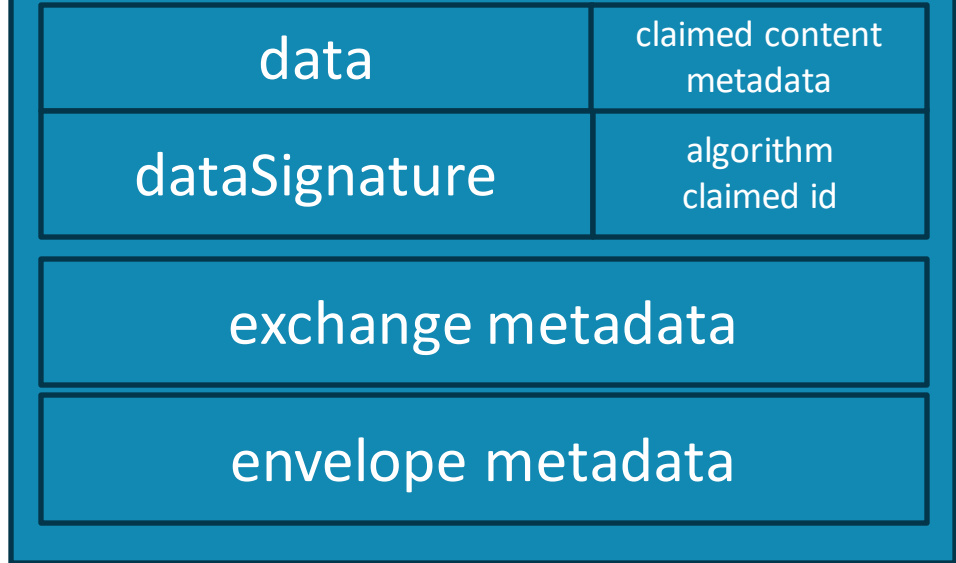 data
claimed content
metadata
dataSignature
algorithm
claimed id
exchange metadata
envelope metadata